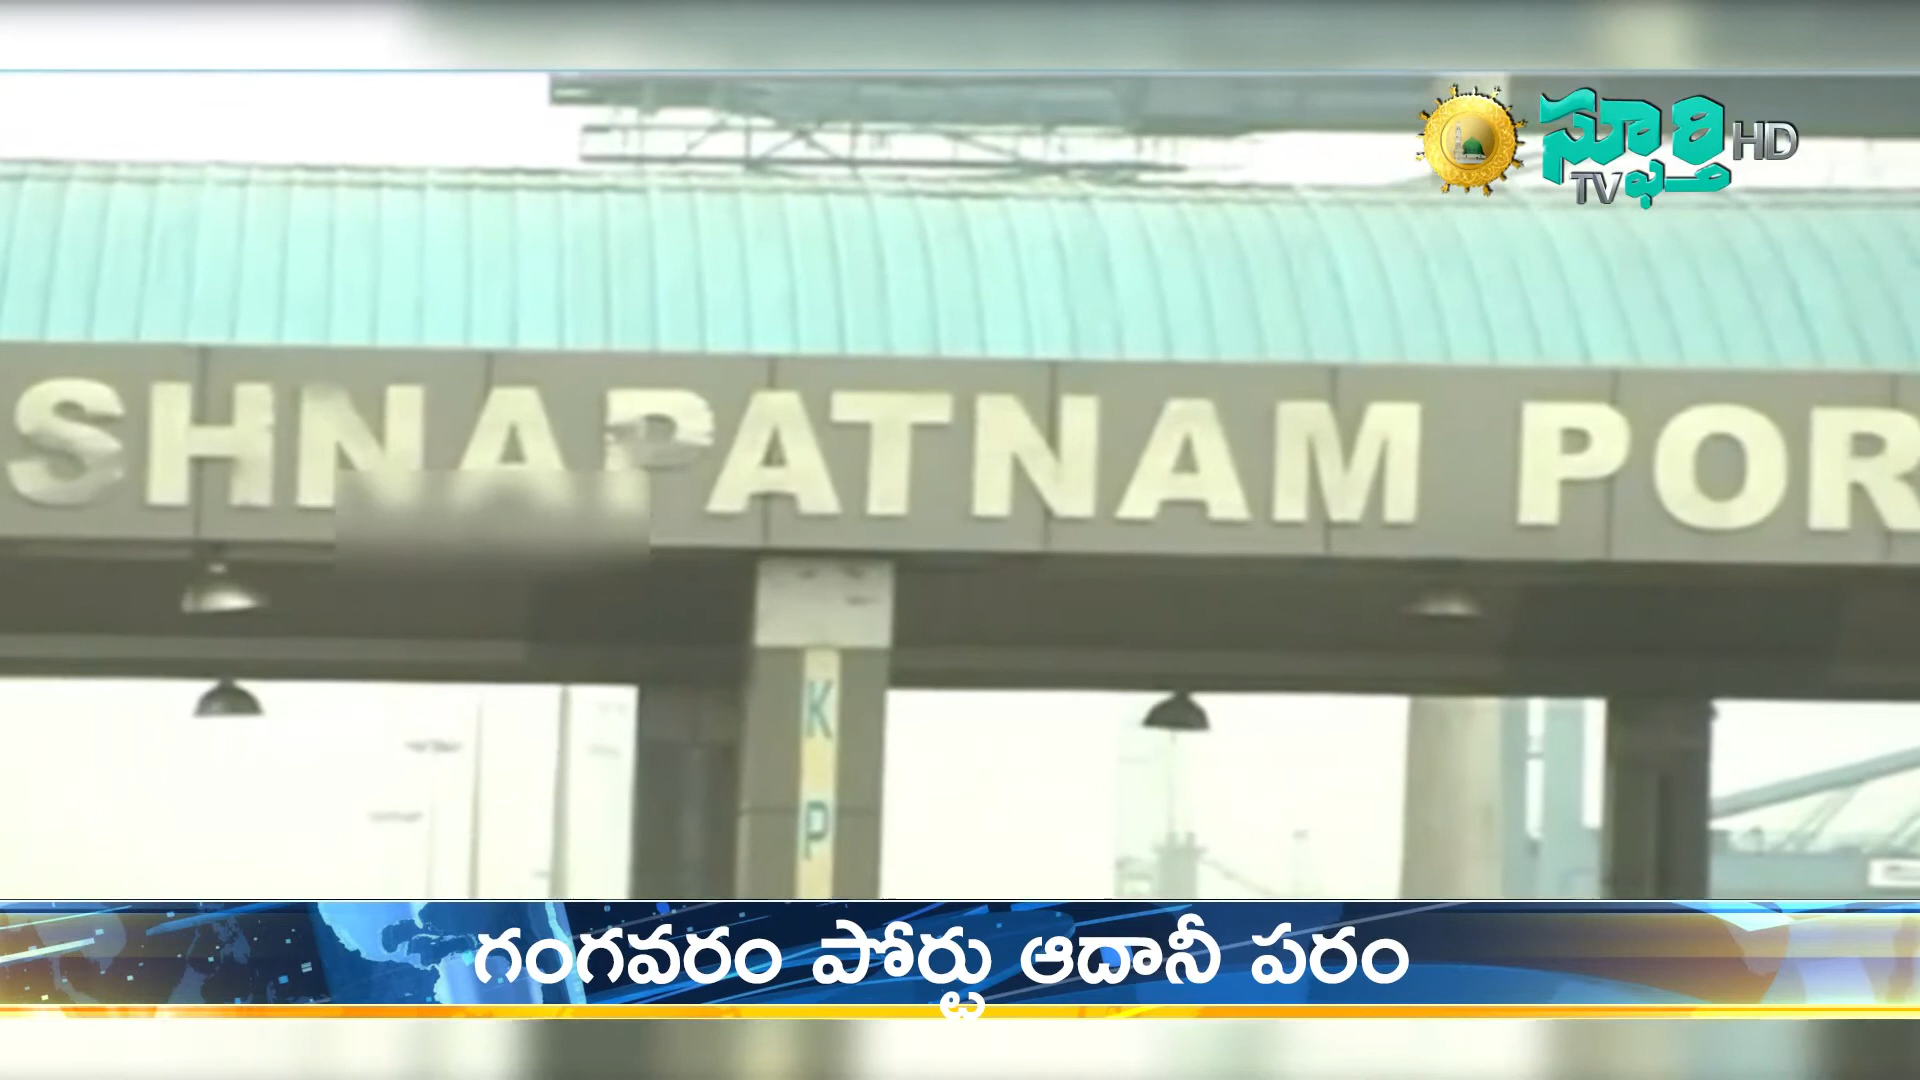 స్ఫూర్తి HD
TV
SHNAPATNAM POR
K
P
గంగవరం పోర్టు ఆదానీ పరం